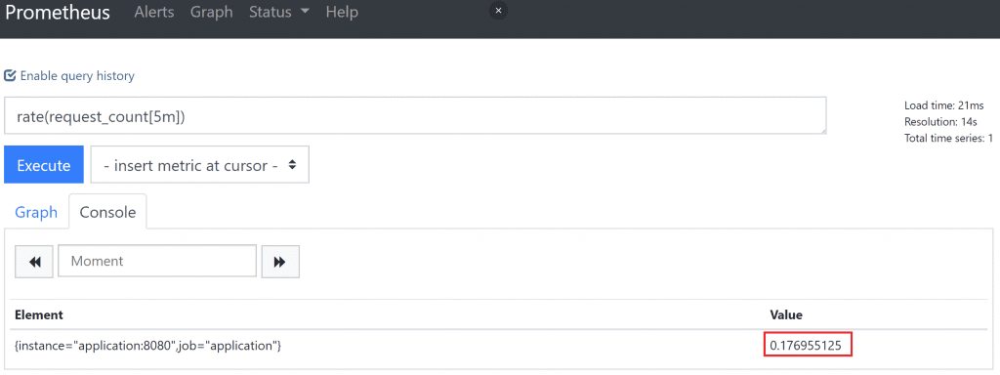 Prometheus Alerts Graph Status Help
Enable query history
rate(request_count[5m])
Load time: 21ms
Resolution: 14s
Total time series: 1
Execute - insert metric at cursor -
Graph Console
Moment
Element Value
{instance="application:8080",job="application"} 0.176955125